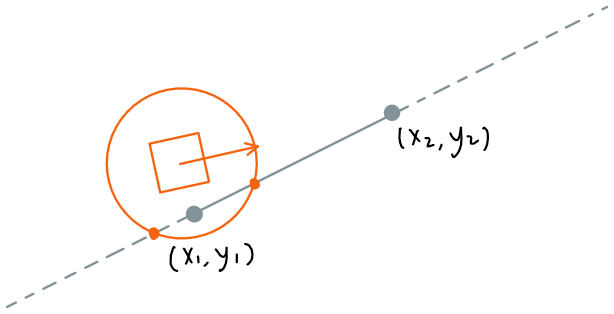 (x₂, y₂)
(x₁, y₁)